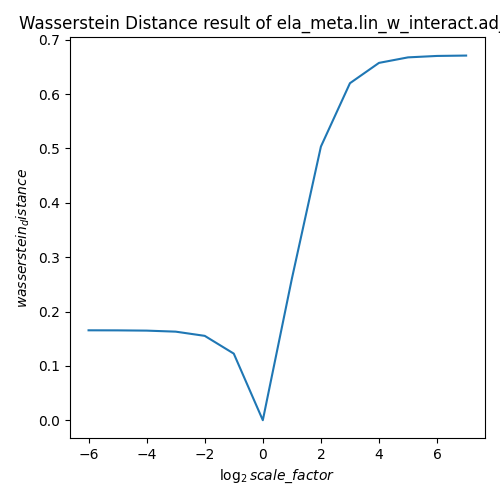 Wasserstein Distance result of ela_meta.lin_w_interact.ad
0.7
0.6
0.5
0.4
0.3
0.2
0.1
0.0
wasserstein_distance
−6 −4 −2 0 2 4 6
log₂ scale_factor